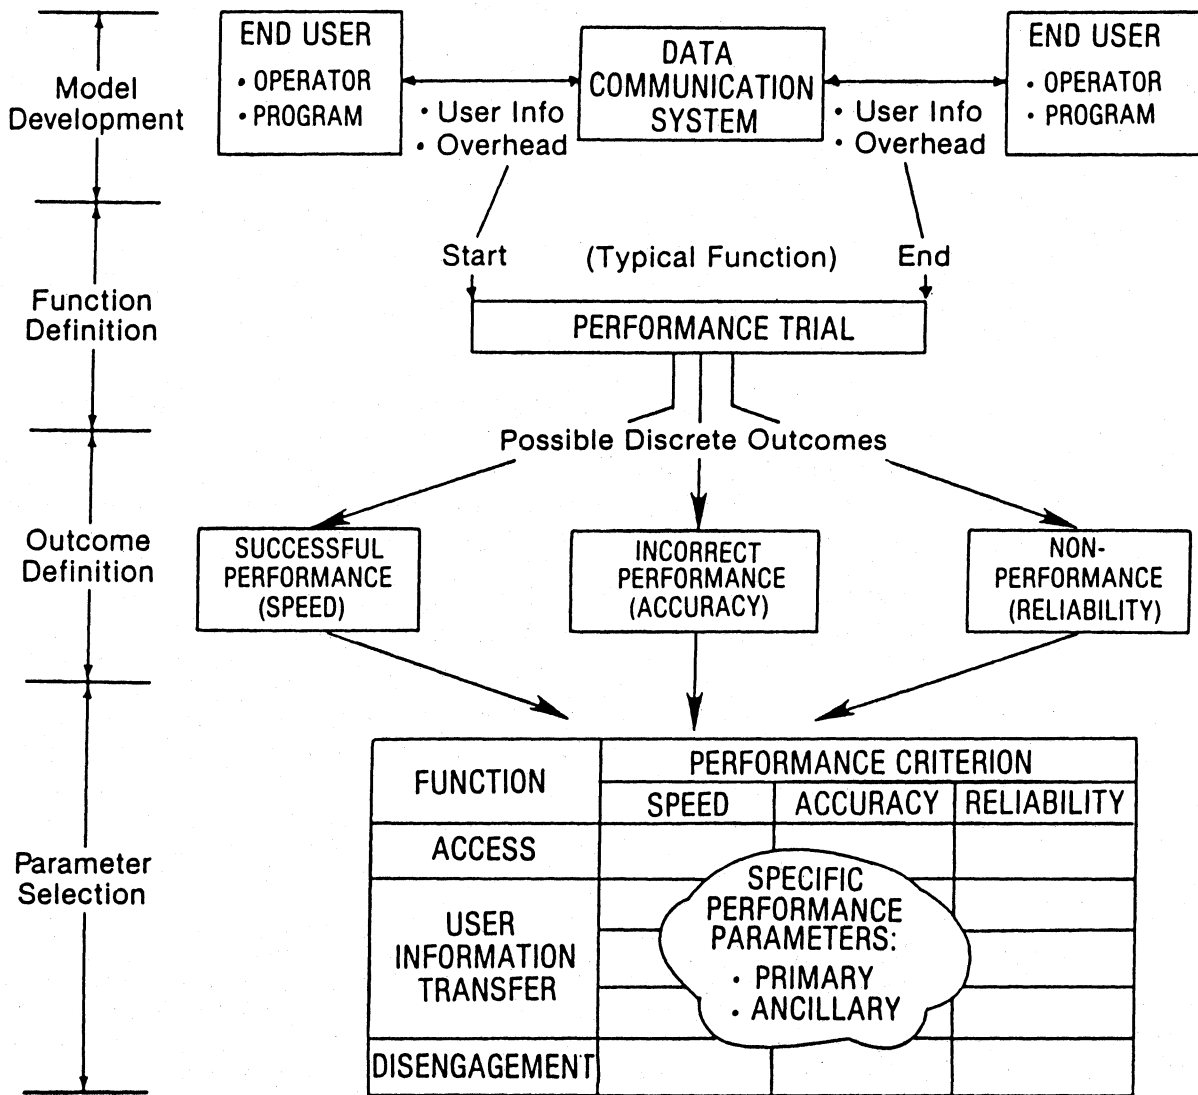 Model
Development
END USER
• OPERATOR
• PROGRAM
• User Info
• Overhead
DATA
COMMUNICATION
SYSTEM
• User Info
• Overhead
END USER
• OPERATOR
• PROGRAM
Function
Definition
Start
(Typical Function)
End
PERFORMANCE TRIAL
Possible Discrete Outcomes
Outcome
Definition
SUCCESSFUL
PERFORMANCE
(SPEED)
INCORRECT
PERFORMANCE
(ACCURACY)
NON-
PERFORMANCE
(RELIABILITY)
Parameter
Selection
FUNCTION
PERFORMANCE CRITERION
SPEED
ACCURACY
RELIABILITY
ACCESS
USER
INFORMATION
TRANSFER
DISENGAGEMENT
SPECIFIC
PERFORMANCE
PARAMETERS:
• PRIMARY
• ANCILLARY